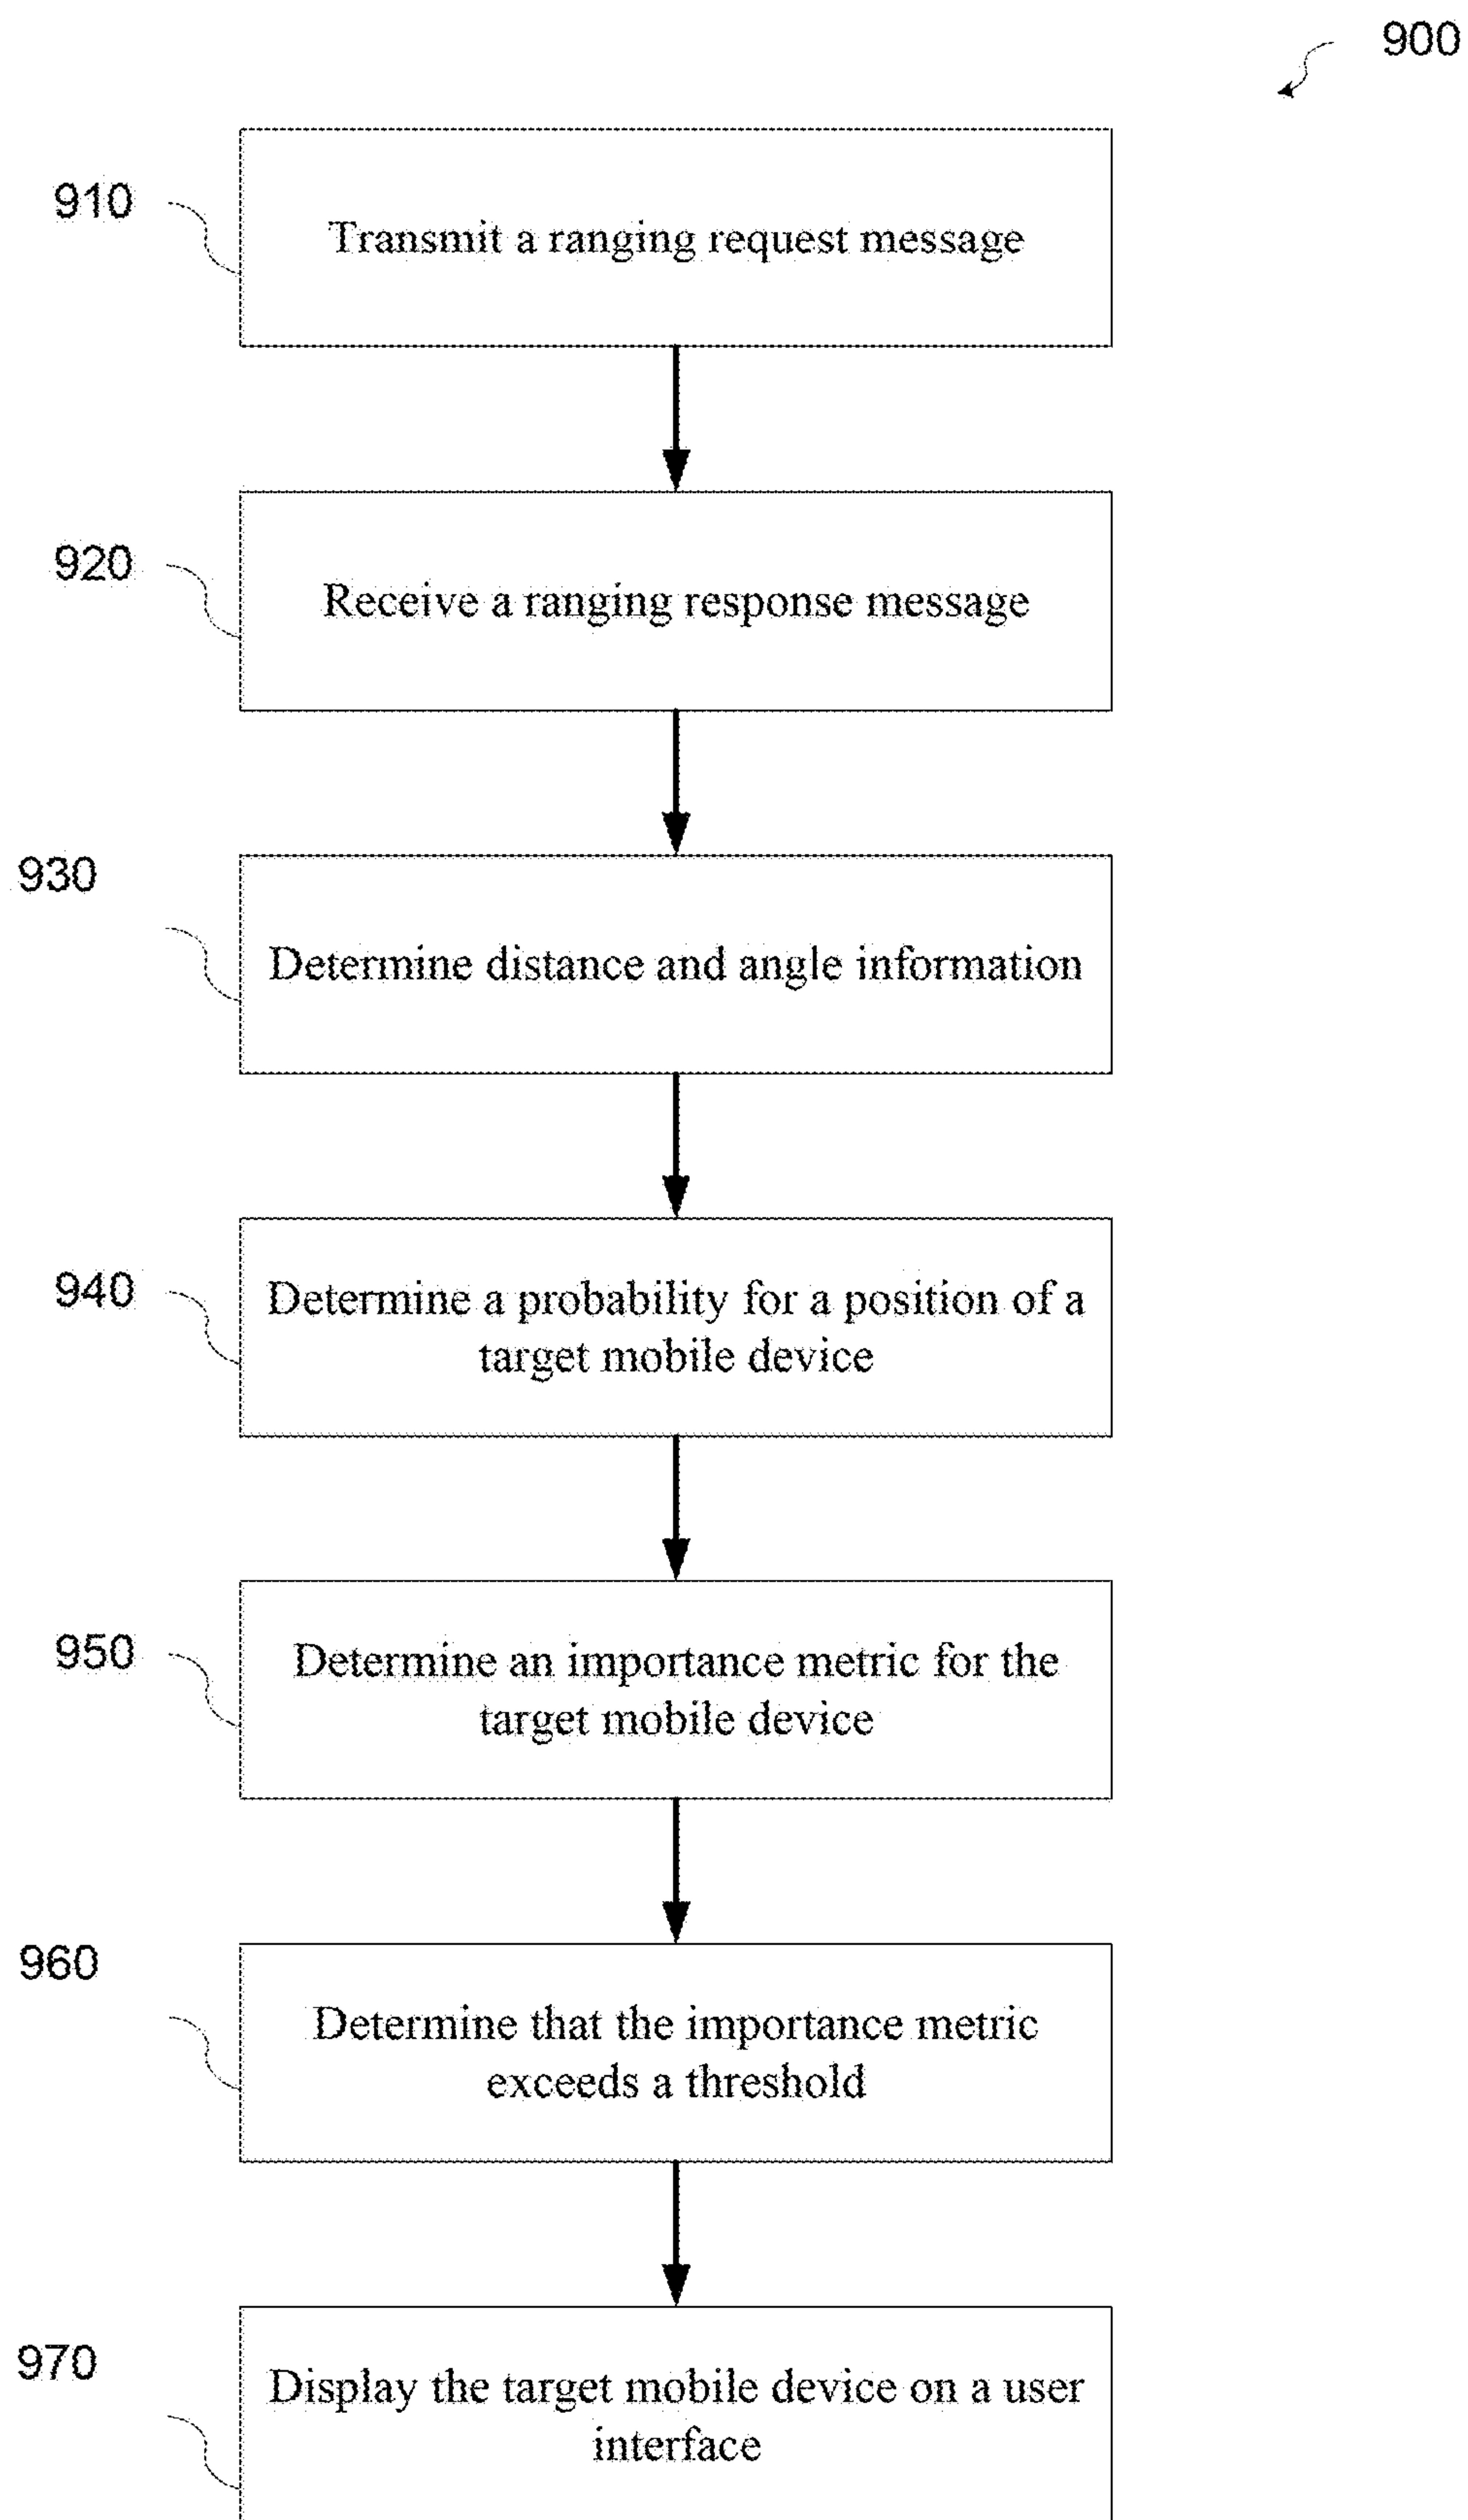 900
910
Transmit a ranging request message
920
Receive a ranging response message
930
Determine distance and angle information
940
Determine a probability for a position of a
target mobile device
950
Determine an importance metric for the
target mobile device
960
Determine that the importance metric
exceeds a threshold
970
Display the target mobile device on a user
interface